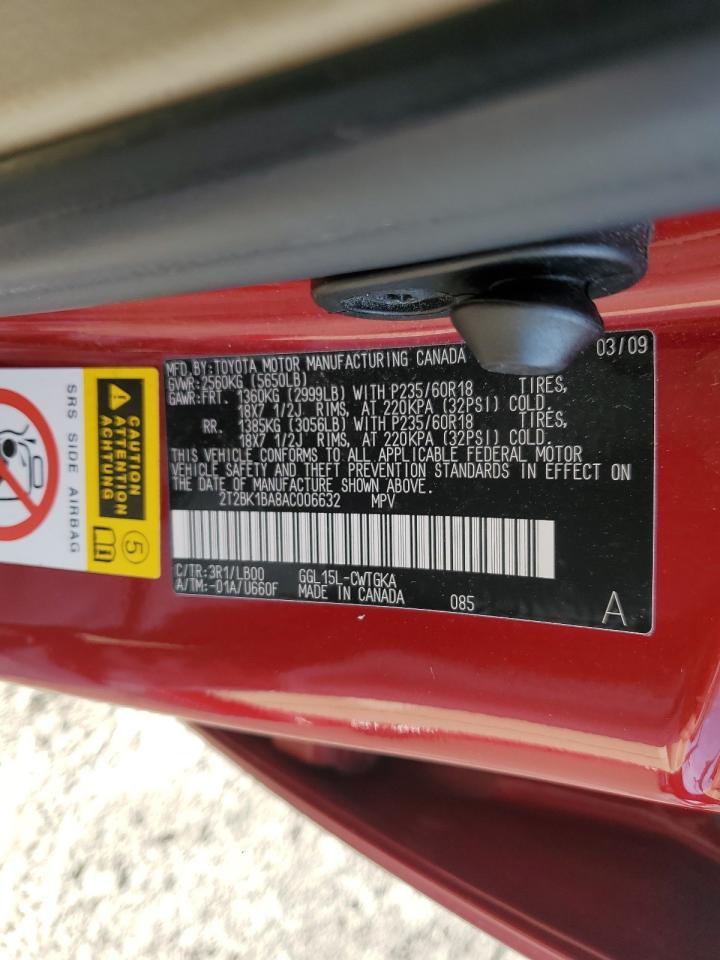 MFD. BY: TOYOTA MOTOR MANUFACTURING CANADA 03/09
GVWR: 2560KG (5650LB)
GAWR: FRT. 1360KG (2999LB) WITH P235/60R18 TIRES,
18X7 1/2J RIMS, AT 220KPA (32PSI) COLD.
RR. 1385KG (3056LB) WITH P235/60R18 TIRES,
18X7 1/2J RIMS, AT 220KPA (32PSI) COLD.
THIS VEHICLE CONFORMS TO ALL APPLICABLE FEDERAL MOTOR
VEHICLE SAFETY AND THEFT PREVENTION STANDARDS IN EFFECT ON
THE DATE OF MANUFACTURE SHOWN ABOVE.
2T2BK1BA8AC006632 MPV
C/TR: 3R1/LB00 GGL15L-CWTGKA
A/TM: -01A/U660F MADE IN CANADA 085 A
CAUTION
ATTENTION
ACHTUNG
5
SRS SIDE AIRBAG